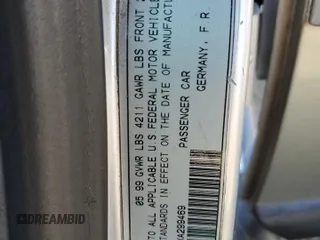 05 99 GVWR LBS 4211 GAWR LBS FRONT
TO ALL APPLICABLE U.S FEDERAL MOTOR VEHICLE
STANDARDS IN EFFECT ON THE DATE OF MANUFACTURE
A299469
PASSENGER CAR
GERMANY, F.R.
DREAMBID